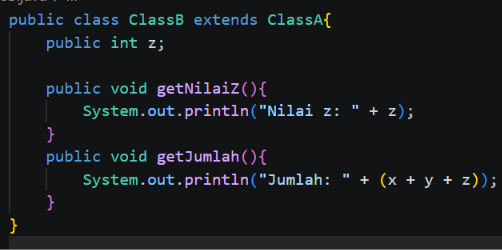 public class ClassB extends ClassA{
    public int z;

    public void getNilaiZ(){
        System.out.println("Nilai z: " + z);
    }
    public void getJumlah(){
        System.out.println("Jumlah: " + (x + y + z));
    }
}